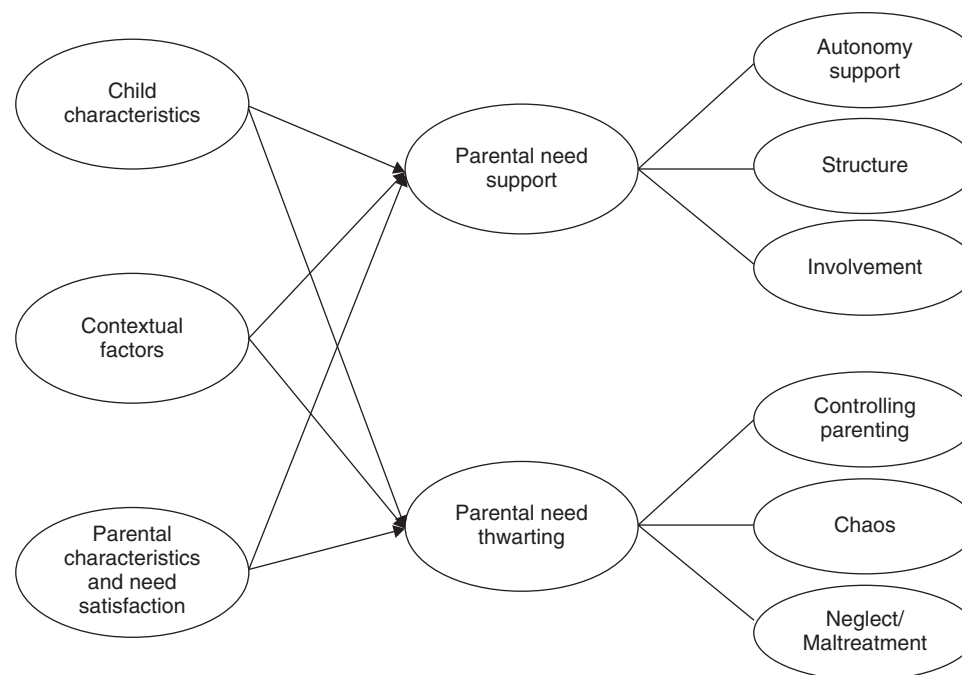 Child
characteristics
Contextual
factors
Parental
characteristics
and need
satisfaction
Parental need
support
Parental need
thwarting
Autonomy
support
Structure
Involvement
Controlling
parenting
Chaos
Neglect/
Maltreatment